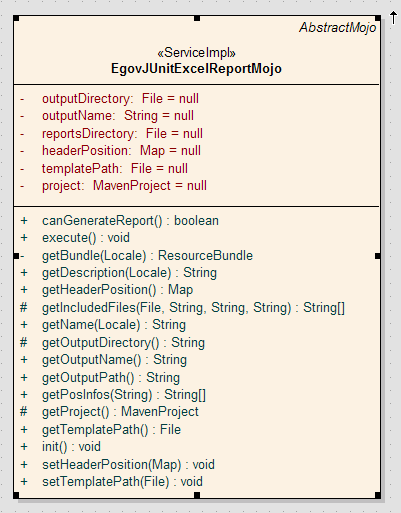 AbstractMojo
«ServiceImpl»
EgovJUnitExcelReportMojo
- outputDirectory: File = null
- outputName: String = null
- reportsDirectory: File = null
- headerPosition: Map = null
- templatePath: File = null
- project: MavenProject = null
+ canGenerateReport() : boolean
+ execute() : void
- getBundle(Locale) : ResourceBundle
+ getDescription(Locale) : String
+ getHeaderPosition() : Map
# getIncludedFiles(File, String, String, String) : String[]
+ getName(Locale) : String
# getOutputDirectory() : String
+ getOutputName() : String
+ getOutputPath() : String
+ getPosInfos(String) : String[]
# getProject() : MavenProject
+ getTemplatePath() : File
+ init() : void
+ setHeaderPosition(Map) : void
+ setTemplatePath(File) : void